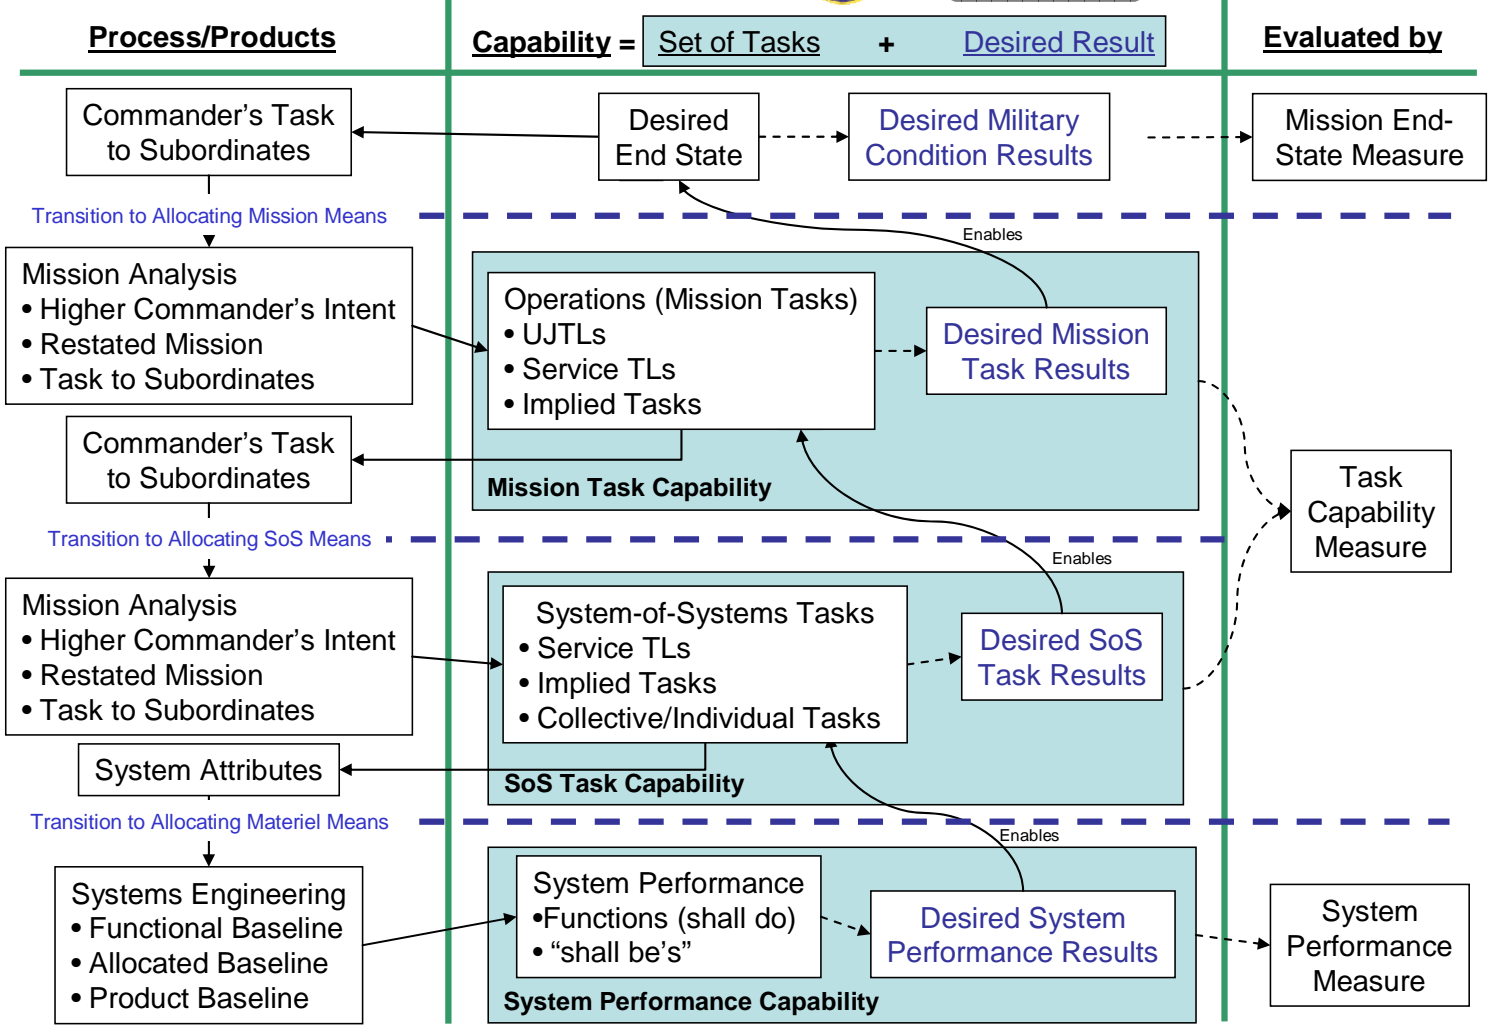 Process/Products
Capability = Set of Tasks + Desired Result
Evaluated by
Commander's Task
to Subordinates
Desired
End State
Desired Military
Condition Results
Mission End-
State Measure
Transition to Allocating Mission Means
Enables
Mission Analysis
• Higher Commander's Intent
• Restated Mission
• Task to Subordinates
Operations (Mission Tasks)
• UJTLs
• Service TLs
• Implied Tasks
Desired Mission
Task Results
Commander's Task
to Subordinates
Mission Task Capability
Task
Capability
Measure
Transition to Allocating SoS Means
Enables
Mission Analysis
• Higher Commander's Intent
• Restated Mission
• Task to Subordinates
System-of-Systems Tasks
• Service TLs
• Implied Tasks
• Collective/Individual Tasks
Desired SoS
Task Results
System Attributes
SoS Task Capability
Transition to Allocating Materiel Means
Enables
Systems Engineering
• Functional Baseline
• Allocated Baseline
• Product Baseline
System Performance
•Functions (shall do)
• “shall be's”
Desired System
Performance Results
System
Performance
Measure
System Performance Capability